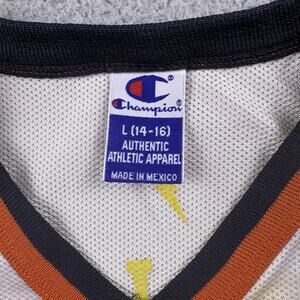 Champion
L (14-16)
AUTHENTIC
ATHLETIC APPAREL
MADE IN MEXICO